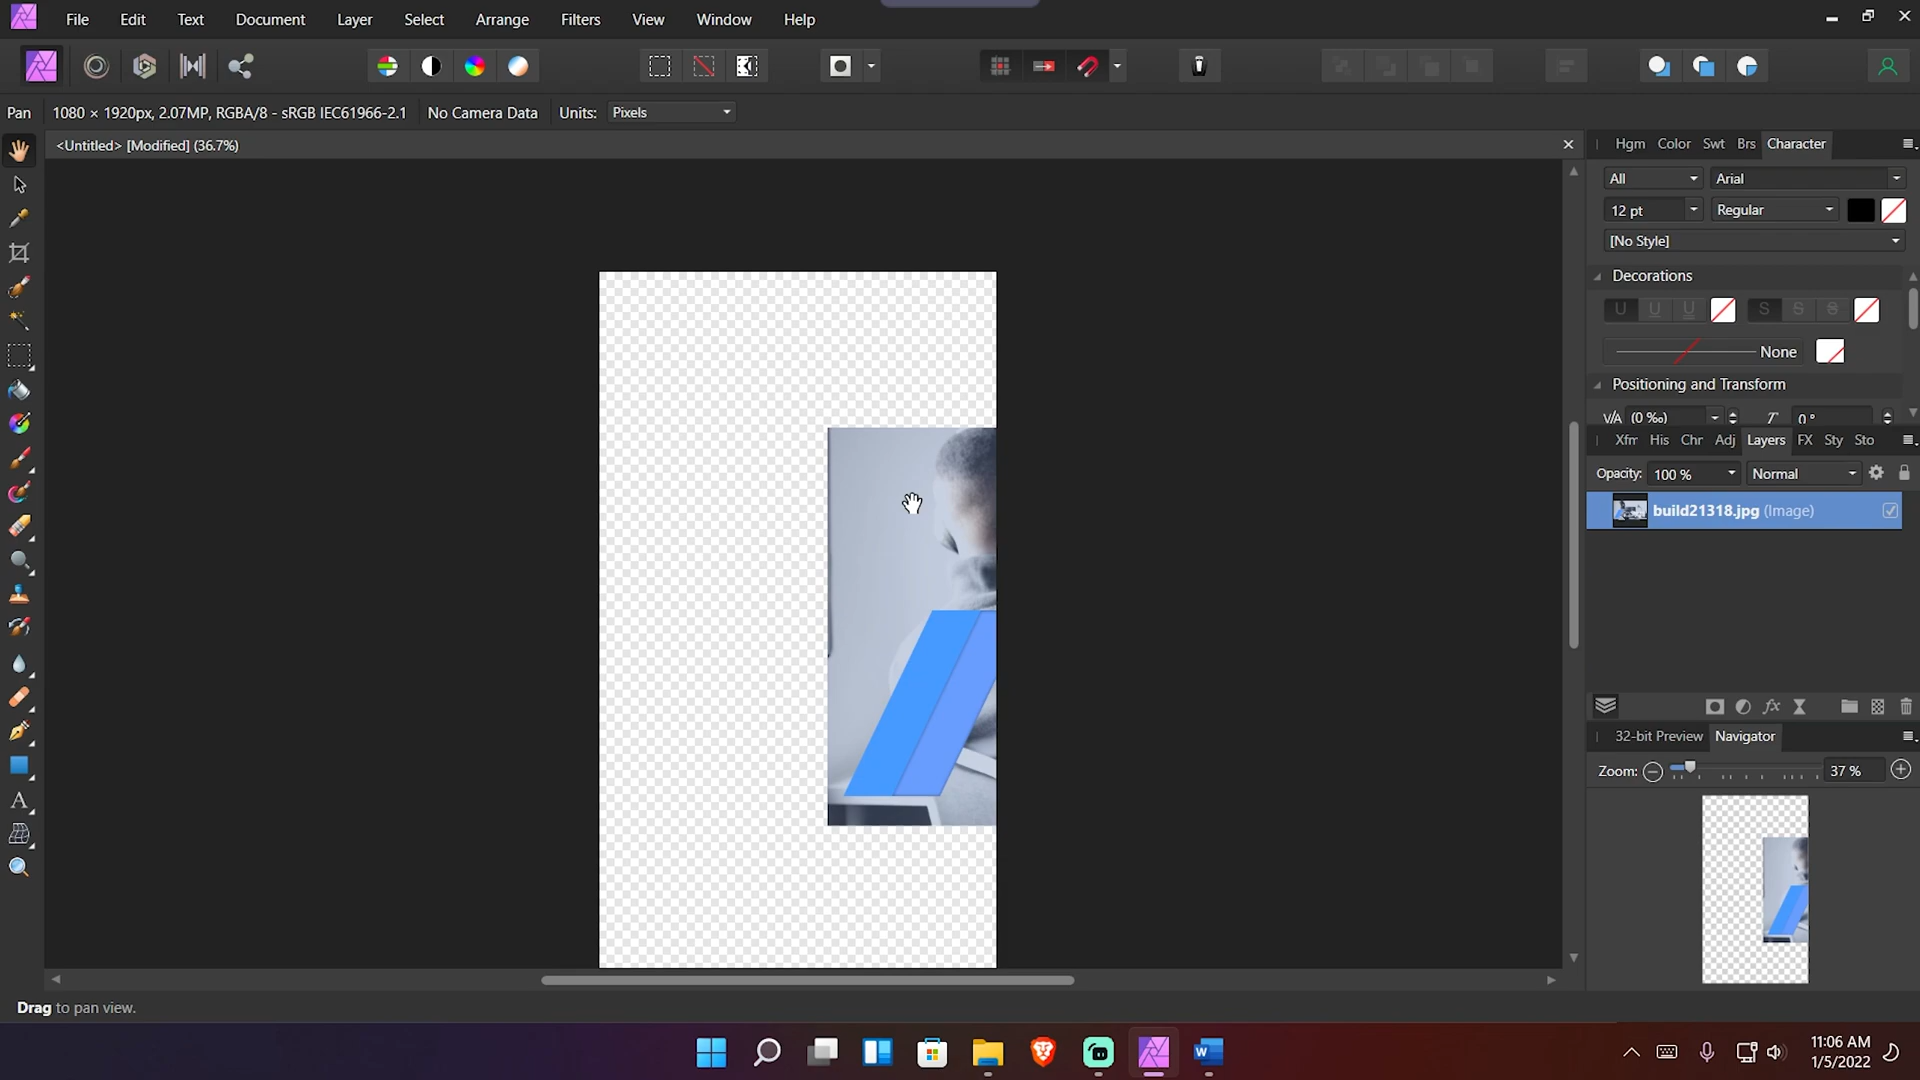 File Edit Text Document Layer Select Arrange Filters View Window Help
Pan 1080 × 1920px, 2.07MP, RGBA/8 - sRGB IEC61966-2.1 No Camera Data Units: Pixels
<Untitled> [Modified] (36.7%)
Hgm Color Swt Brs Character
All Arial
12 pt Regular
[No Style]
Decorations
U U U S S S
None
Positioning and Transform
V/A (0 ‰) T 0 °
Xfm His Chr Adj Layers FX Sty Sto
Opacity: 100 % Normal
build21318.jpg (Image)
fx
32-bit Preview Navigator
Zoom: 37 %
A
Drag to pan view.
W
11:06 AM
1/5/2022